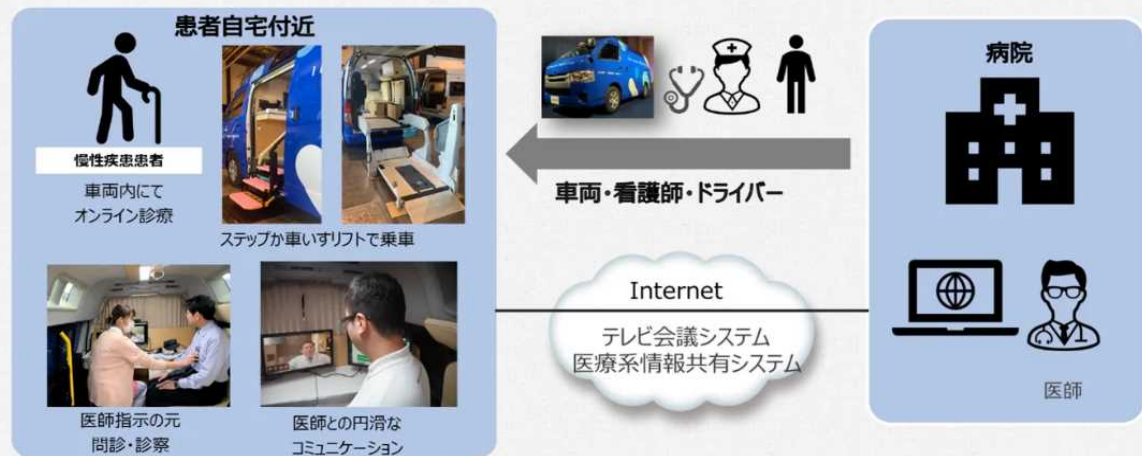 患者自宅付近
慢性疾患患者
車両内にて
オンライン診療
ステップか車いすリフトで乗車
医師指示の元
問診・診察
医師との円滑な
コミュニケーション
車両・看護師・ドライバー
Internet
テレビ会議システム
医療系情報共有システム
病院
医師